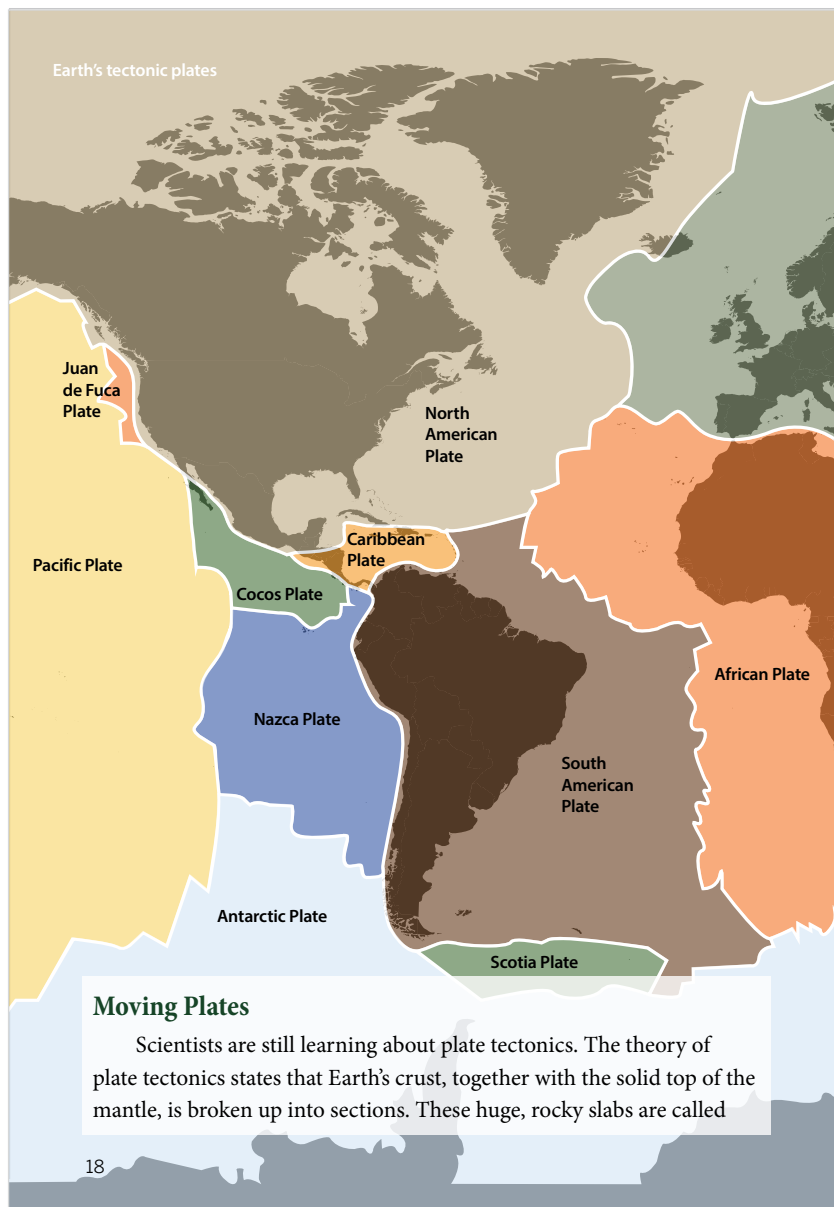 Earth's tectonic plates
Juan
de Fuca
Plate
North
American
Plate
Caribbean
Plate
Pacific Plate
Cocos Plate
African Plate
Nazca Plate
South
American
Plate
Antarctic Plate
Scotia Plate
Moving Plates
Scientists are still learning about plate tectonics. The theory of
plate tectonics states that Earth's crust, together with the solid top of the
mantle, is broken up into sections. These huge, rocky slabs are called
18